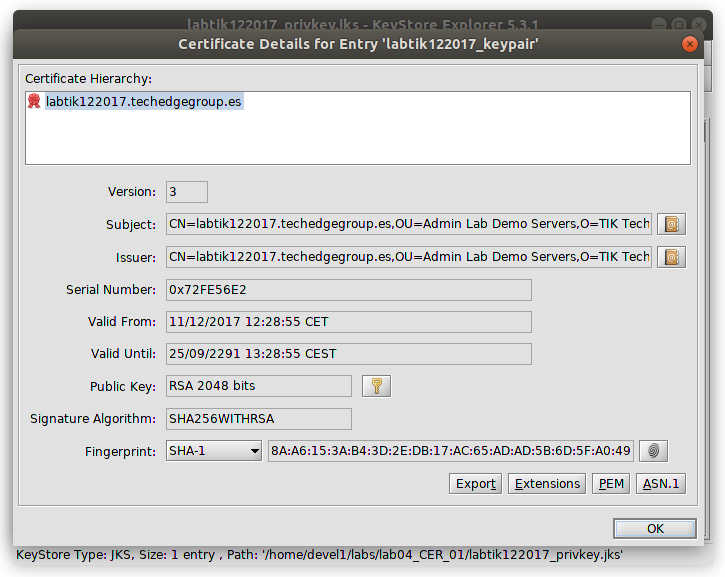 labtik122017_privkey.jks - KeyStore Explorer 5.3.1
Certificate Details for Entry 'labtik122017_keypair'
Certificate Hierarchy:
labtik122017.techedgegroup.es
Version: 3
Subject: CN=labtik122017.techedgegroup.es,OU=Admin Lab Demo Servers,O=TIK Tech
Issuer: CN=labtik122017.techedgegroup.es,OU=Admin Lab Demo Servers,O=TIK Tech
Serial Number: 0x72FE56E2
Valid From: 11/12/2017 12:28:55 CET
Valid Until: 25/09/2291 13:28:55 CEST
Public Key: RSA 2048 bits
Signature Algorithm: SHA256WITHRSA
Fingerprint: SHA-1 8A:A6:15:3A:B4:3D:2E:DB:17:AC:65:AD:AD:5B:6D:5F:A0:49
Export Extensions PEM ASN.1
OK
KeyStore Type: JKS, Size: 1 entry , Path: '/home/devel1/labs/lab04_CER_01/labtik122017_privkey.jks'